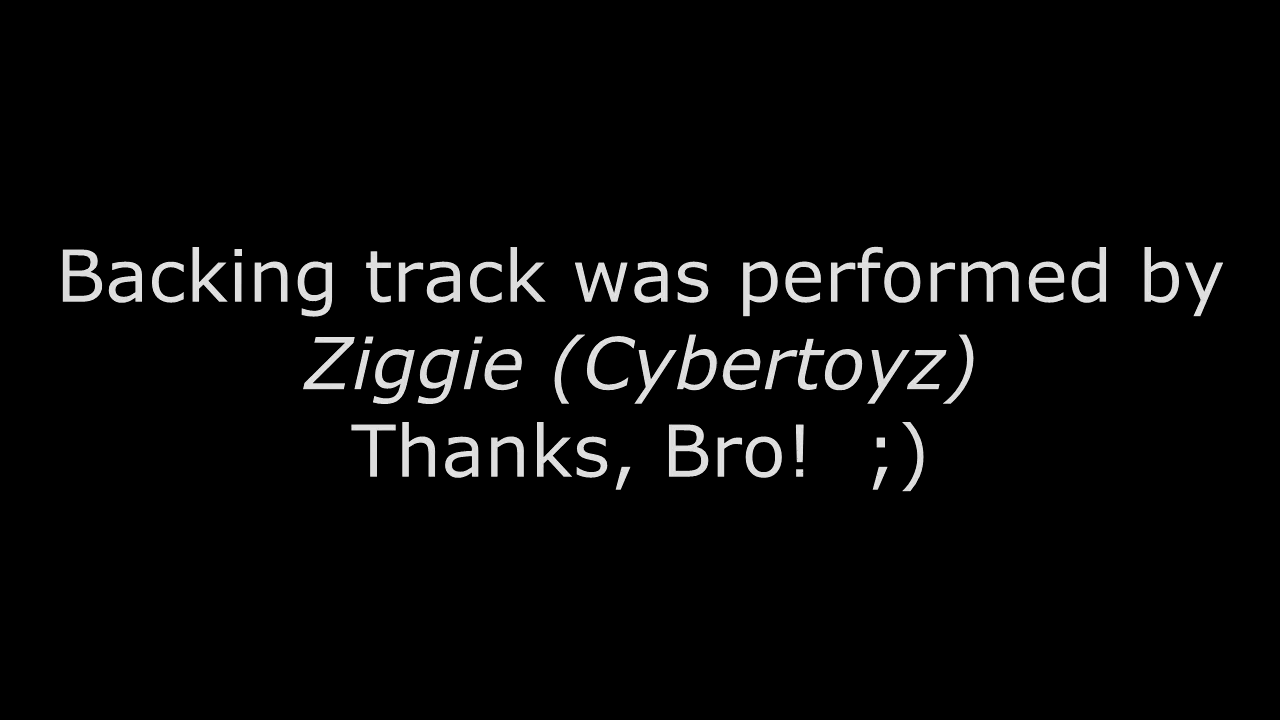 Backing track was performed by
Ziggie (Cybertoyz)
Thanks, Bro!  ;)